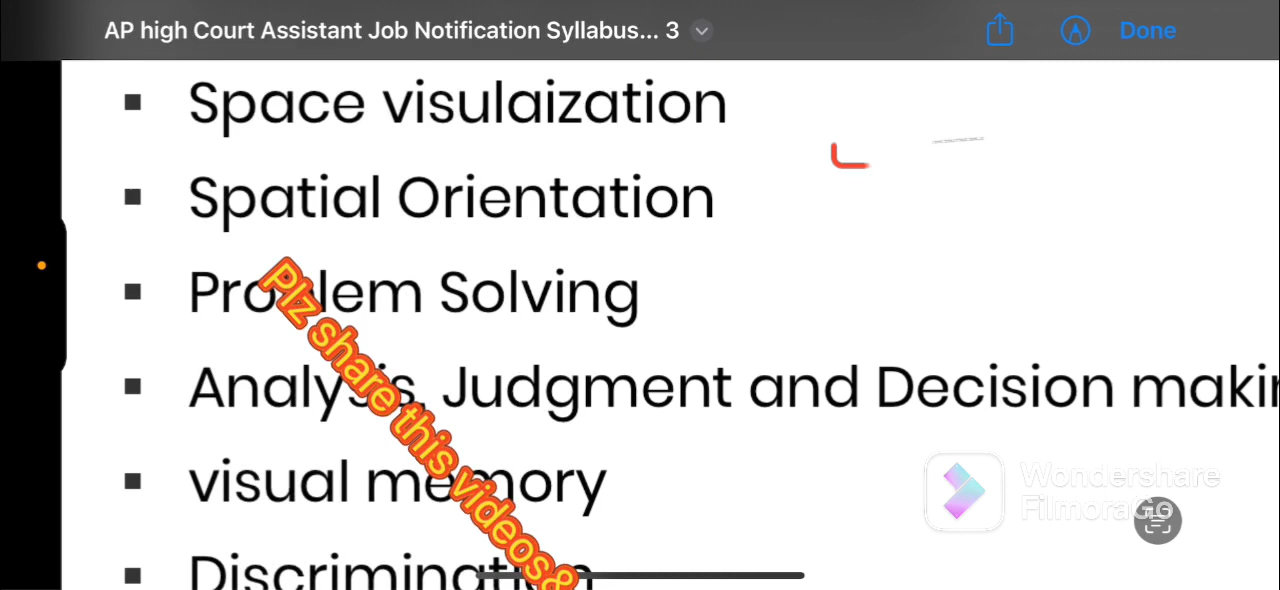 AP high Court Assistant Job Notification Syllabus... 3
Done
▪ Space visulaization
▪ Spatial Orientation
▪ Problem Solving
▪ Analysis, Judgment and Decision makin
▪ visual memory
▪ Discrimination
Plz share this videos&
Wondershare
FilmoraGo